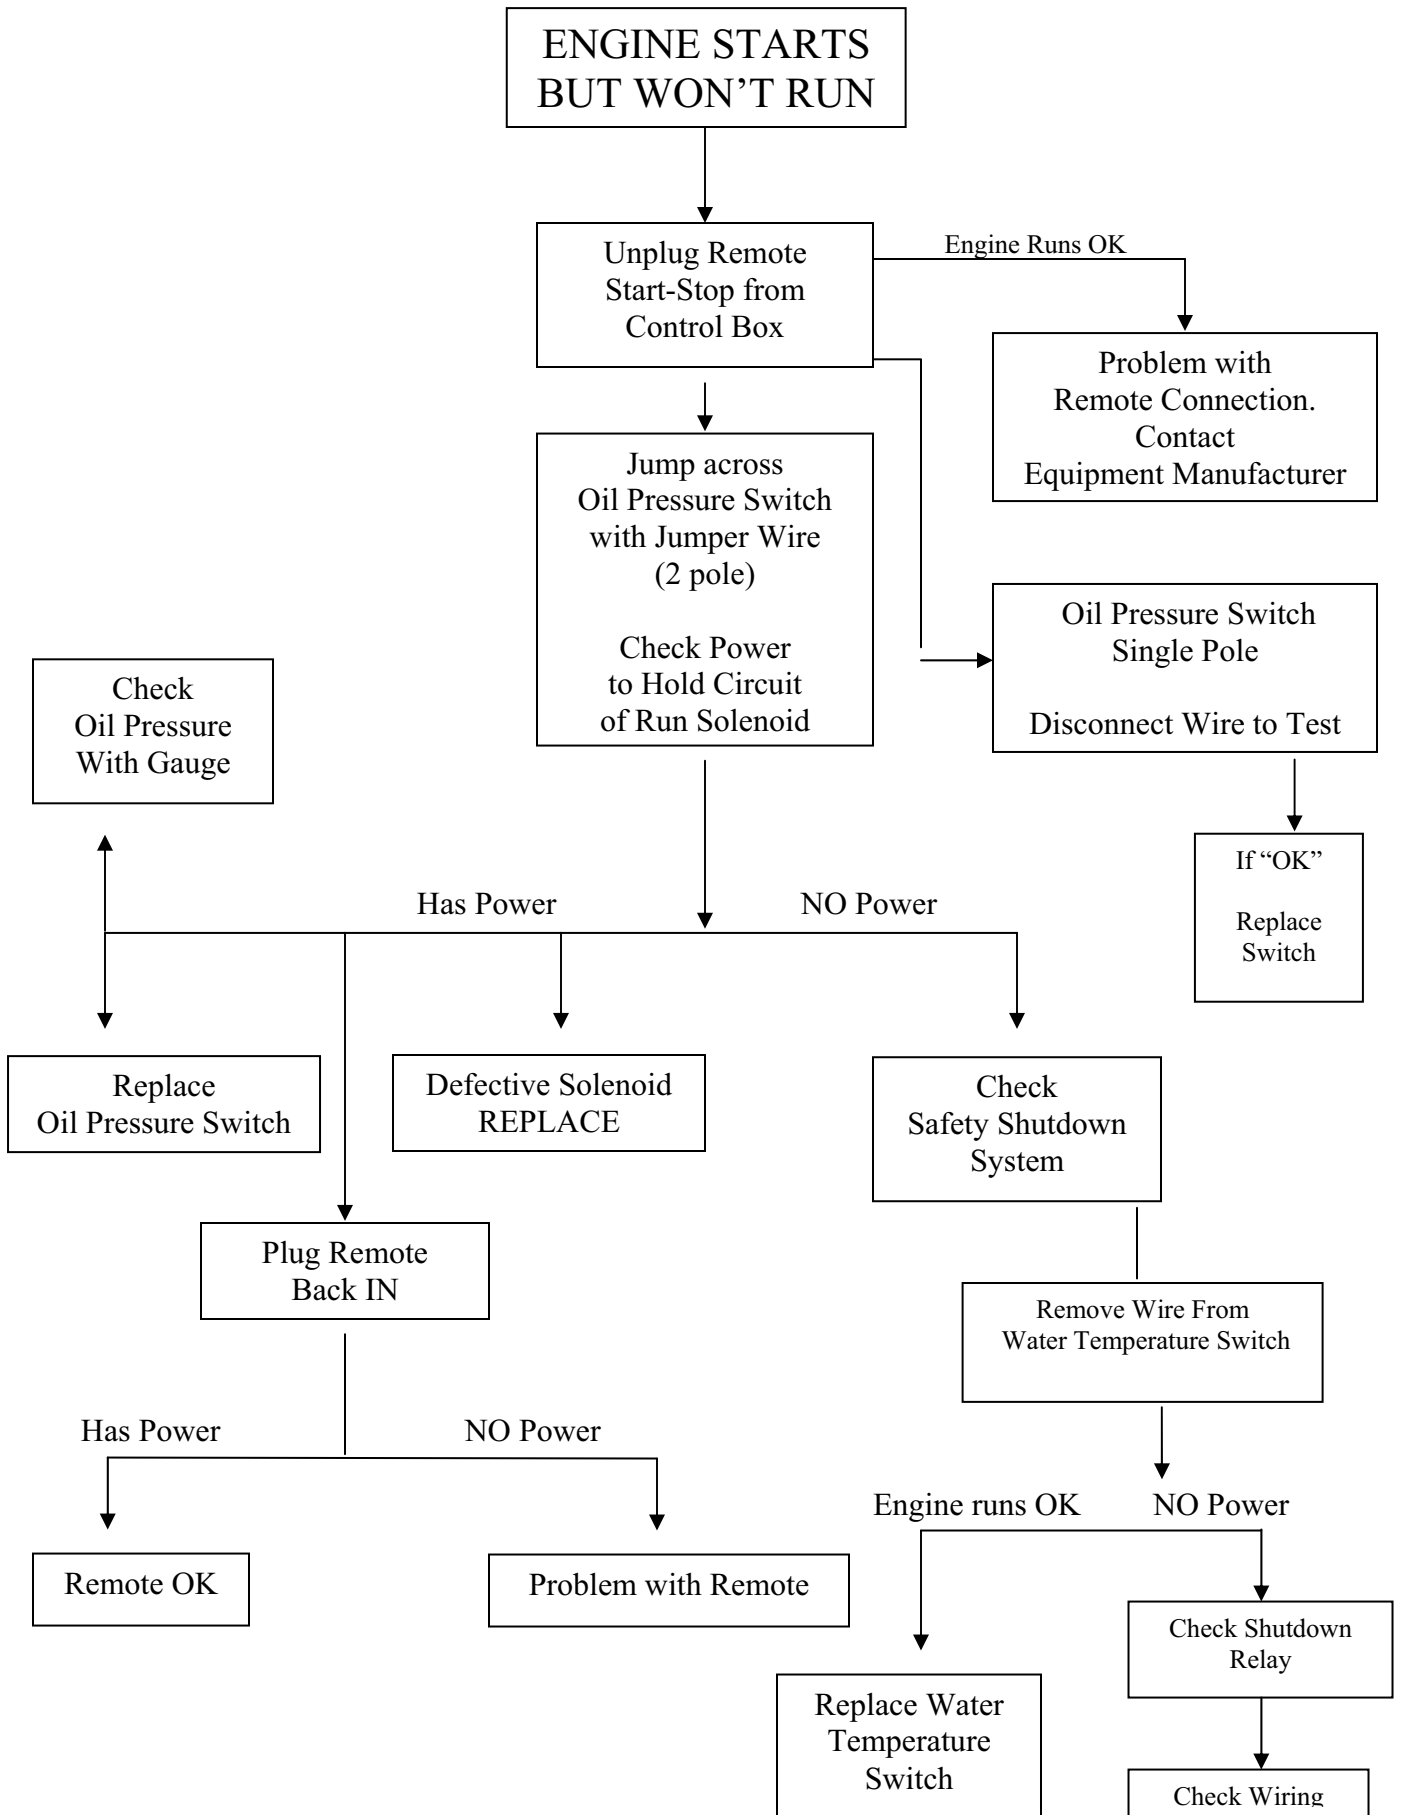 ENGINE STARTS
BUT WON’T RUN
Unplug Remote
Start-Stop from
Control Box
Engine Runs OK
Problem with
Remote Connection.
Contact
Equipment Manufacturer
Jump across
Oil Pressure Switch
with Jumper Wire
(2 pole)
Check Power
to Hold Circuit
of Run Solenoid
Oil Pressure Switch
Single Pole
Disconnect Wire to Test
Check
Oil Pressure
With Gauge
If “OK”
Replace
Switch
Has Power
NO Power
Replace
Oil Pressure Switch
Defective Solenoid
REPLACE
Check
Safety Shutdown
System
Plug Remote
Back IN
Remove Wire From
Water Temperature Switch
Has Power
NO Power
Engine runs OK
NO Power
Remote OK
Problem with Remote
Check Shutdown
Relay
Replace Water
Temperature
Switch
Check Wiring